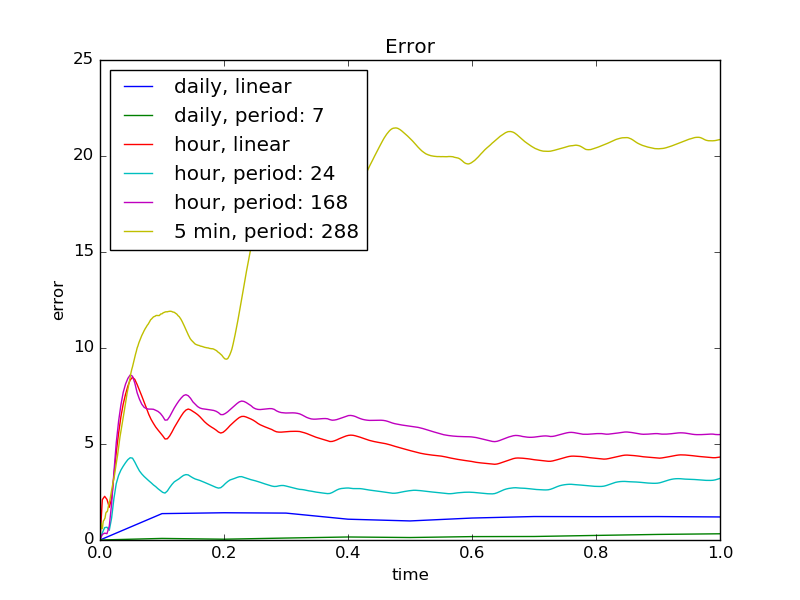 Error
25
20
15
10
5
0
error
daily, linear
daily, period: 7
hour, linear
hour, period: 24
hour, period: 168
5 min, period: 288
0.0 0.2 0.4 0.6 0.8 1.0
time